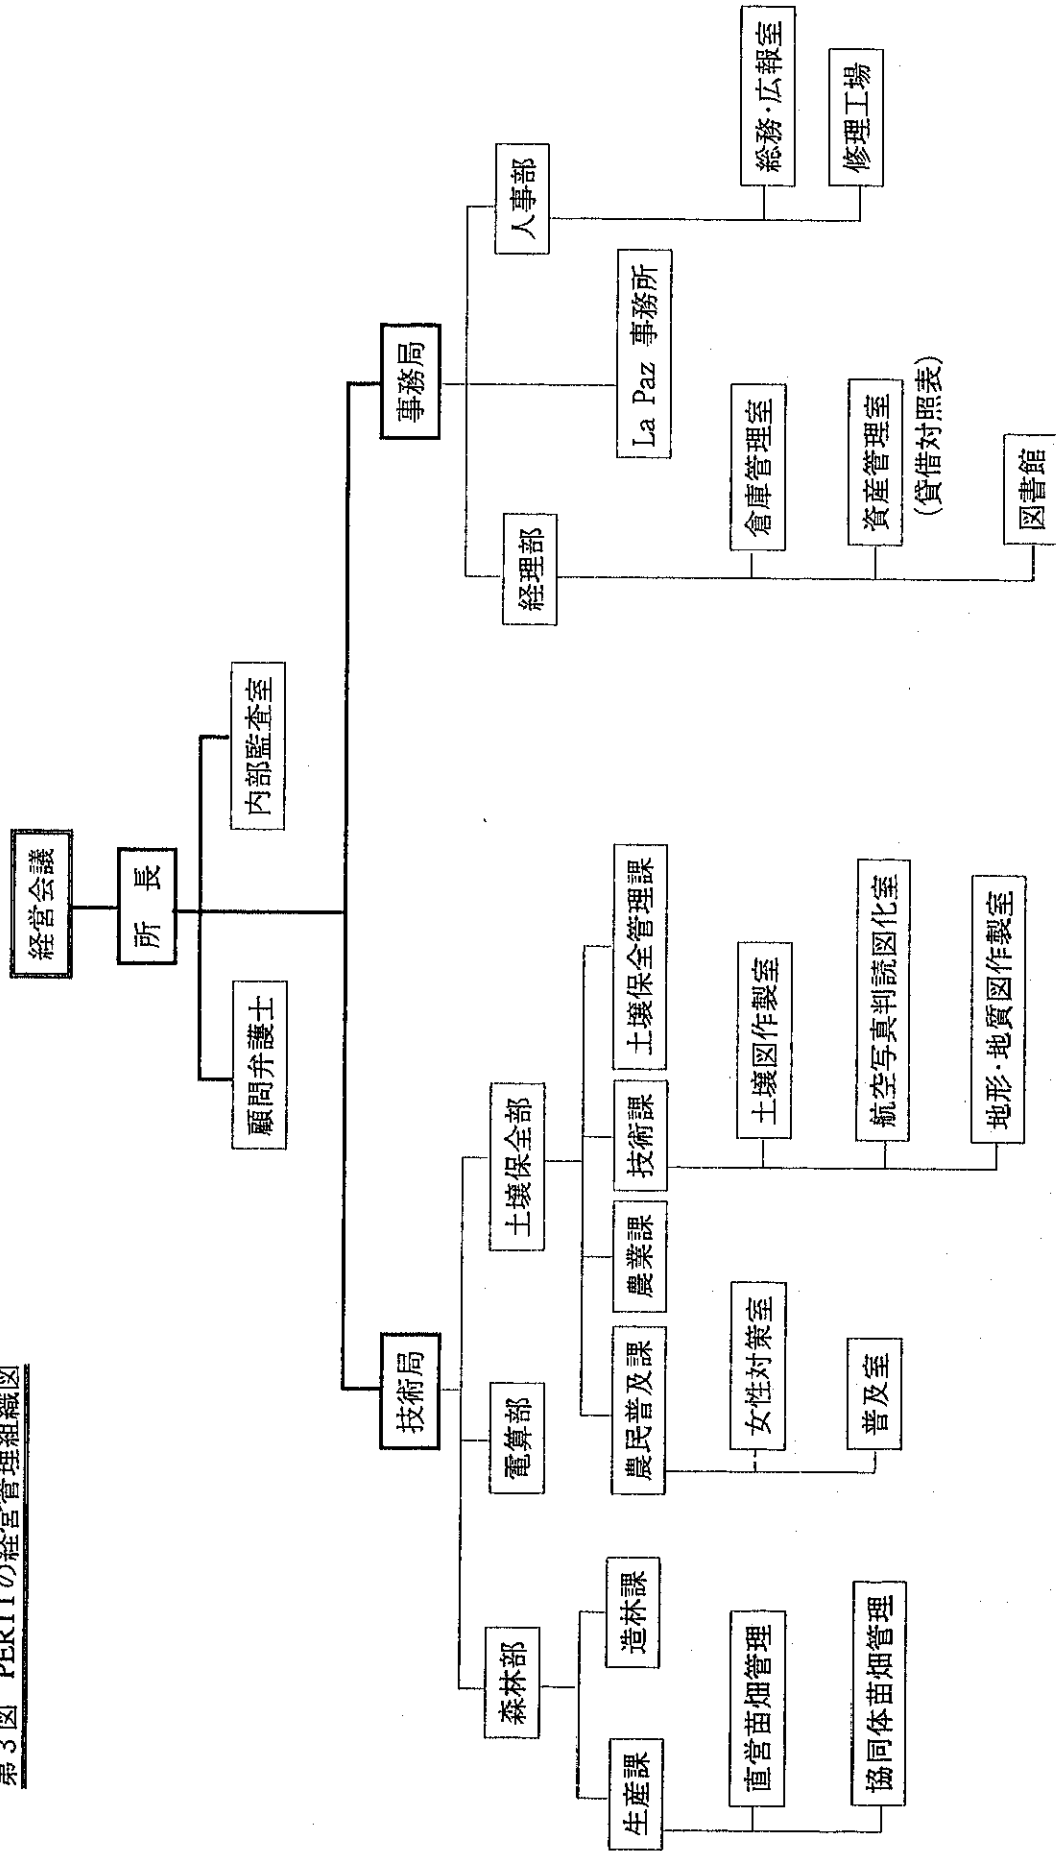 第3図 PERTTの経営管理組織図
経営会議
所長
顧問弁護士
内部監査室
技術局
事務局
森林部
電算部
土壌保全部
経理部
La Paz 事務所
人事部
生産課
造林課
農民普及課
農業課
技術課
土壌保全管理課
直営苗畑管理
協同体苗畑管理
女性対策室
普及室
土壌図作製室
航空写真判読図化室
地形・地質図作製室
倉庫管理室
資産管理室
(貸借対照表)
図書館
総務・広報室
修理工場